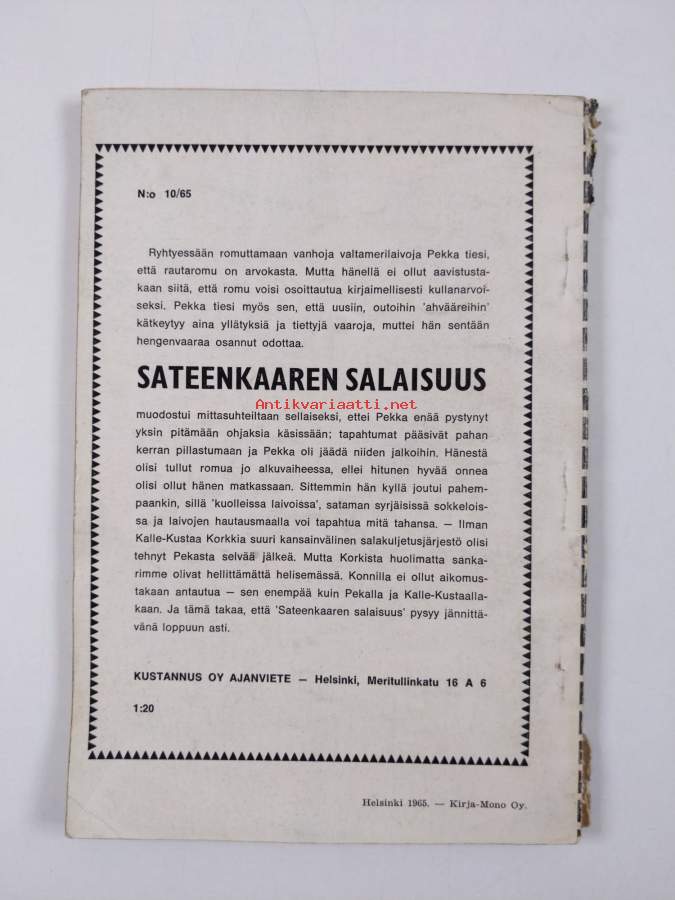 N:o 10/65
Ryhtyessään romuttamaan vanhoja valtamerilaivoja Pekka tiesi,
että rautaromu on arvokasta. Mutta hänellä ei ollut aavistusta-
kaan siitä, että romu voisi osoittautua kirjaimellisesti kullanarvoi-
seksi. Pekka tiesi myös sen, että uusiin, outoihin 'ahvääreihin'
kätkeytyy aina yllätyksiä ja tiettyjä vaaroja, muttei hän sentään
hengenvaaraa osannut odottaa.
SATEENKAAREN SALAISUUS
Antikvariaatti.net
muodostui mittasuhteiltaan sellaiseksi, ettei Pekka enää pystynyt
yksin pitämään ohjaksia käsissään; tapahtumat pääsivät pahan
kerran pillastumaan ja Pekka oli jäädä niiden jalkoihin. Hänestä
olisi tullut romua jo alkuvaiheessa, ellei hitunen hyvää onnea
olisi ollut hänen matkassaan. Sittemmin hän kyllä joutui pahem-
paankin, sillä 'kuolleissa laivoissa', sataman syrjäisissä sokkelois-
sa ja laivojen hautausmaalla voi tapahtua mitä tahansa. — Ilman
Kalle-Kustaa Korkkia suuri kansainvälinen salakuljetusjärjestö olisi
tehnyt Pekasta selvää jälkeä. Mutta Korkista huolimatta sanka-
rimme olivat hellittämättä helisemässä. Konnilla ei ollut aikomus-
takaan antautua — sen enempää kuin Pekalla ja Kalle-Kustaalla-
kaan. Ja tämä takaa, että 'Sateenkaaren salaisuus' pysyy jännittä-
vänä loppuun asti.
KUSTANNUS OY AJANVIETE — Helsinki, Meritullinkatu 16 A 6
1:20
Helsinki 1965. — Kirja-Mono Oy.